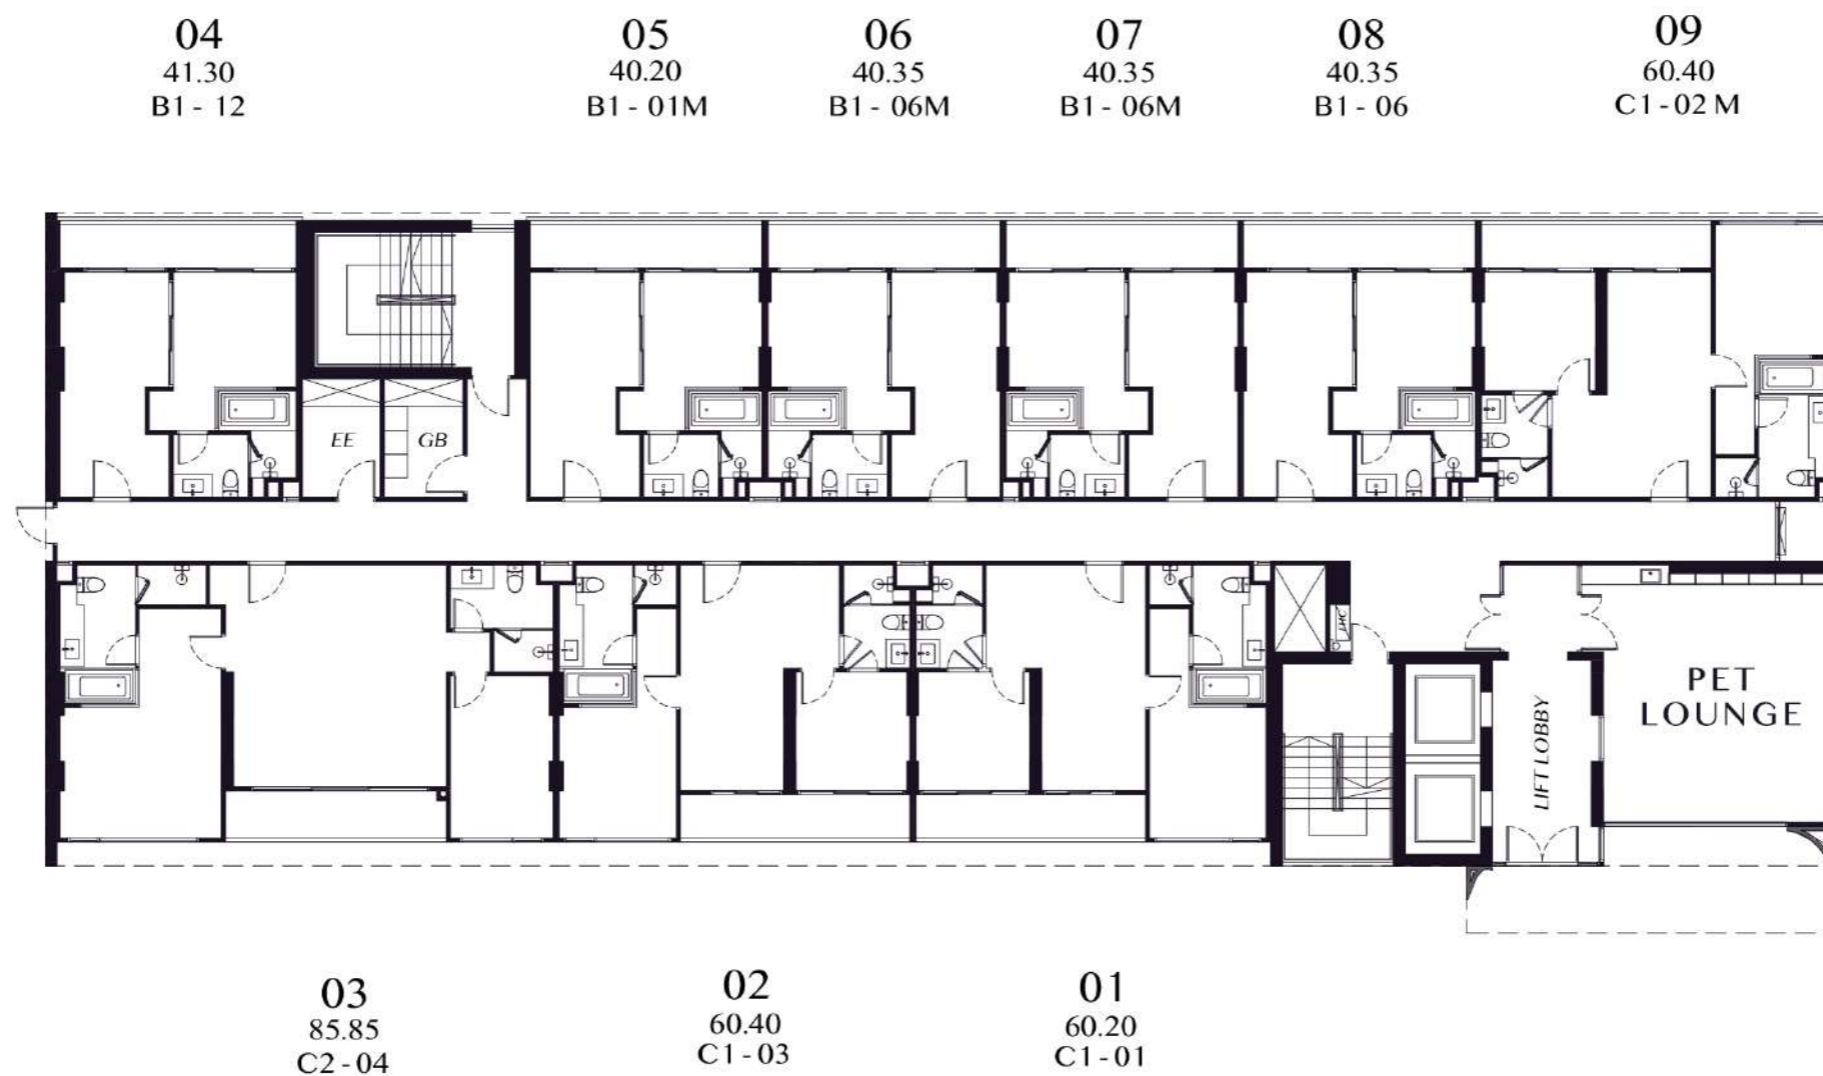 04
41.30
B1 - 12
05
40.20
B1 - 01M
06
40.35
B1 - 06M
07
40.35
B1 - 06M
08
40.35
B1 - 06
09
60.40
C1 - 02 M
EE
GB
FHC
PET
LOUNGE
LIFT LOBBY
03
85.85
C2 - 04
02
60.40
C1 - 03
01
60.20
C1 - 01